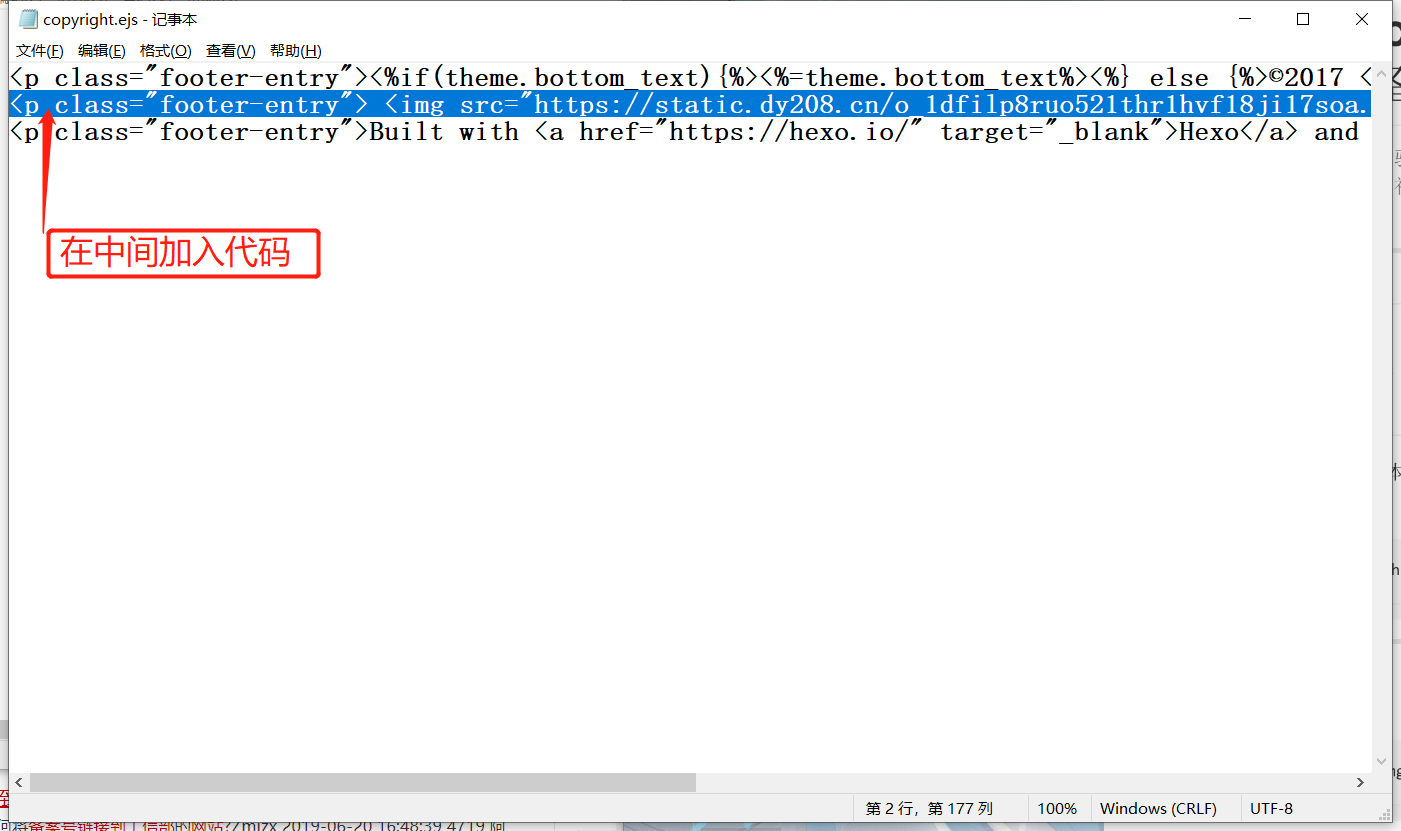 copyright.ejs - 记事本
文件(F) 编辑(E) 格式(O) 查看(V) 帮助(H)
<p class="footer-entry"><%if(theme.bottom_text){%><%=theme.bottom_text%><%} else {%>©2017 <
<p class="footer-entry"> <img src="https://static.dy208.cn/o_1dfilp8ruo521thr1hvf18ji17soa.
<p class="footer-entry">Built with <a href="https://hexo.io/" target="_blank">Hexo</a> and
在中间加入代码
第 2 行，第 177 列 100% Windows (CRLF) UTF-8